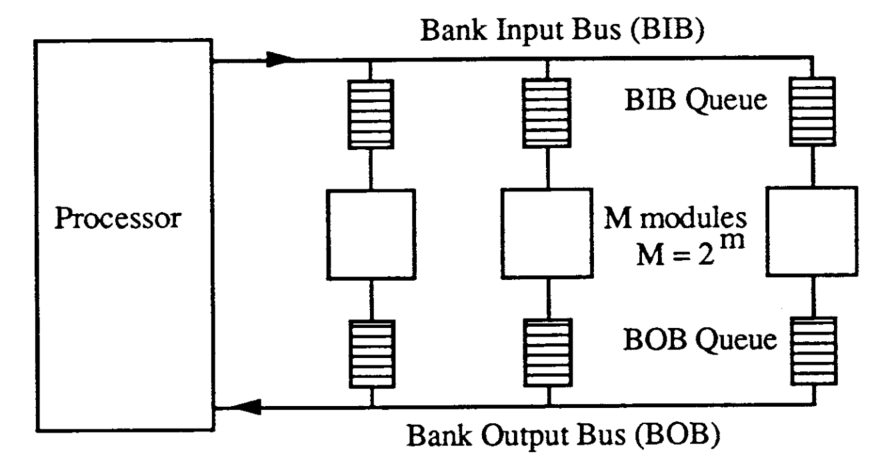 Bank Input Bus (BIB)
BIB Queue
Processor
M modules
M = 2^m
BOB Queue
Bank Output Bus (BOB)